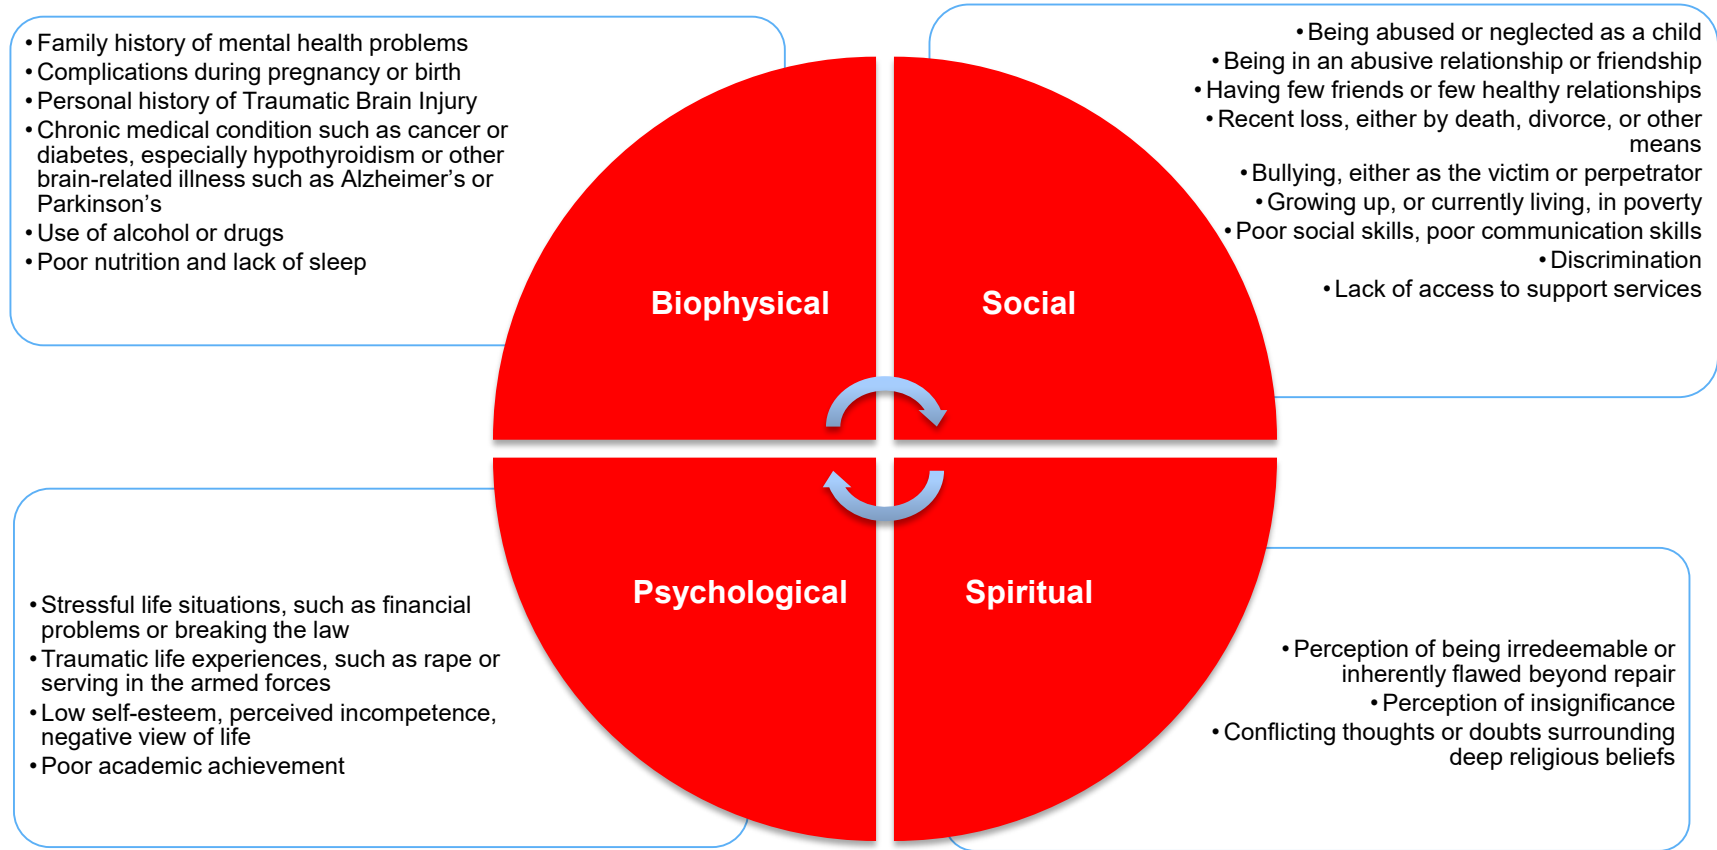 • Family history of mental health problems
• Complications during pregnancy or birth
• Personal history of Traumatic Brain Injury
• Chronic medical condition such as cancer or
diabetes, especially hypothyroidism or other
brain-related illness such as Alzheimer’s or
Parkinson’s
• Use of alcohol or drugs
• Poor nutrition and lack of sleep
• Being abused or neglected as a child
• Being in an abusive relationship or friendship
• Having few friends or few healthy relationships
• Recent loss, either by death, divorce, or other
means
• Bullying, either as the victim or perpetrator
• Growing up, or currently living, in poverty
• Poor social skills, poor communication skills
• Discrimination
• Lack of access to support services
Biophysical
Social
Psychological
Spiritual
• Stressful life situations, such as financial
problems or breaking the law
• Traumatic life experiences, such as rape or
serving in the armed forces
• Low self-esteem, perceived incompetence,
negative view of life
• Poor academic achievement
• Perception of being irredeemable or
inherently flawed beyond repair
• Perception of insignificance
• Conflicting thoughts or doubts surrounding
deep religious beliefs